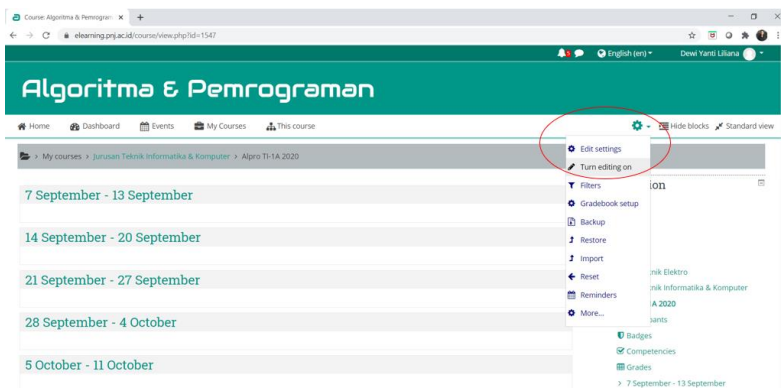 Course: Algoritma & Pemrogram
elearning.pnj.ac.id/course/view.php?id=1547
English (en) Dewi Yanti Liliana
Algoritma & Pemrograman
Home Dashboard Events My Courses This course Hide blocks Standard view
> My courses > Jurusan Teknik Informatika & Komputer > Alpro TI-1A 2020
Edit settings
Turn editing on
Filters
Gradebook setup
Backup
Restore
Import
Reset
Reminders
More...
7 September - 13 September
14 September - 20 September
21 September - 27 September
28 September - 4 October
5 October - 11 October
ion
nik Elektro
nik Informatika & Komputer
1A 2020
ants
Badges
Competencies
Grades
> 7 September - 13 September